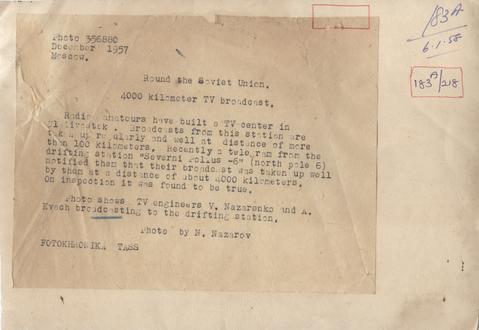 Photo 356880
December 1957
Moscow.
Round the Soviet Union.
4000 kilometer TV broadcast.
Radio amatours have built a TV center in
Broadcasts from this station are
taken up regularly and well at distance of more
than 100 kilometers. Recently a telegram from the
drifting station "Severni Pollus -6" (north pole 6)
notified them that their broadcast was taken up well
by them at a distance of about 4000 kilometers.
On inspection it was found to be true.
Photo shows TV engineers V. Nazarenko and A.
Kvach broadcasting to the drifting station.
Photo by N. Nazarov
FOTOKHRONIKA TASS
183A
6.1.58
183A/218